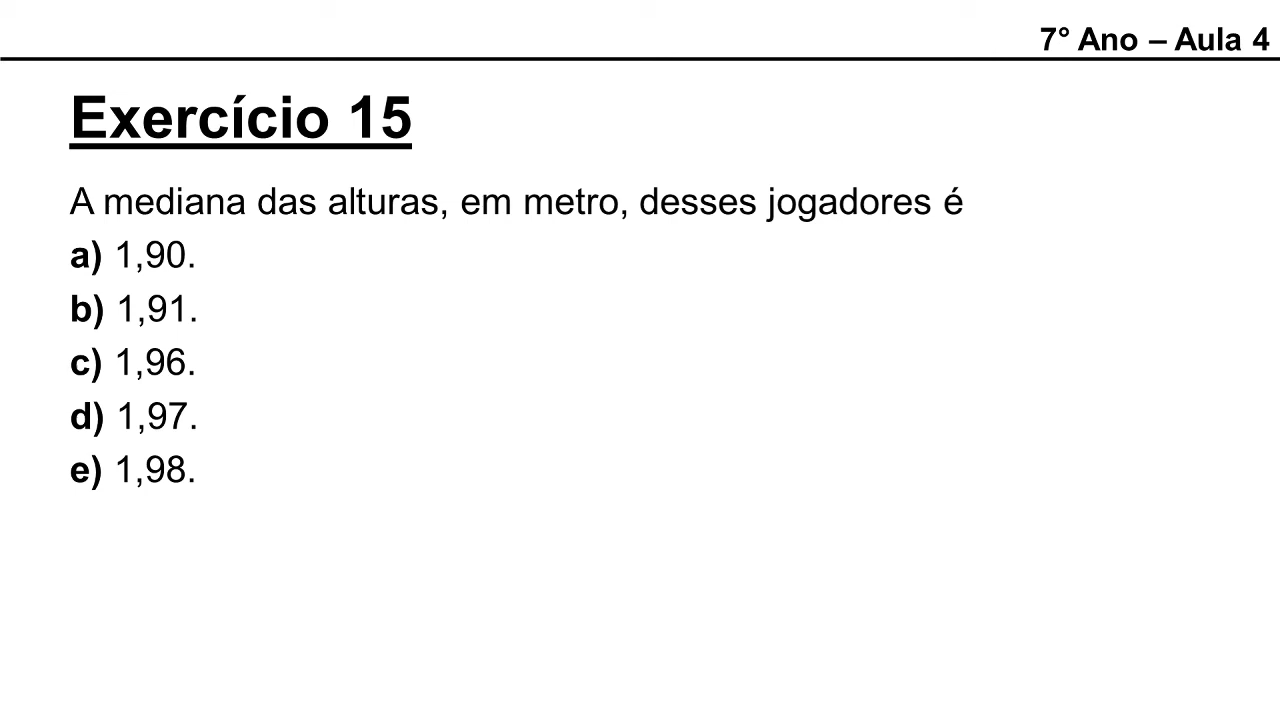 7° Ano – Aula 4
Exercício 15
A mediana das alturas, em metro, desses jogadores é
a) 1,90.
b) 1,91.
c) 1,96.
d) 1,97.
e) 1,98.